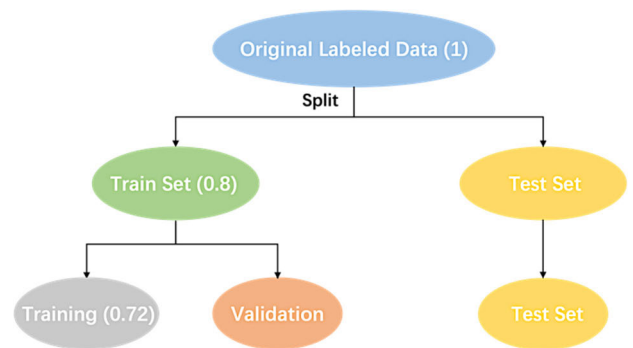 Original Labeled Data (1)
Split
Train Set (0.8)
Test Set
Training (0.72)
Validation
Test Set